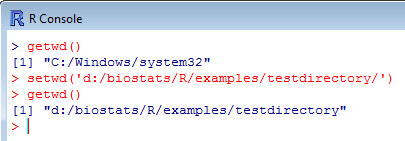 R Console
> getwd()
[1] "C:/Windows/system32"
> setwd('d:/biostats/R/examples/testdirectory/')
> getwd()
[1] "d:/biostats/R/examples/testdirectory"
> |